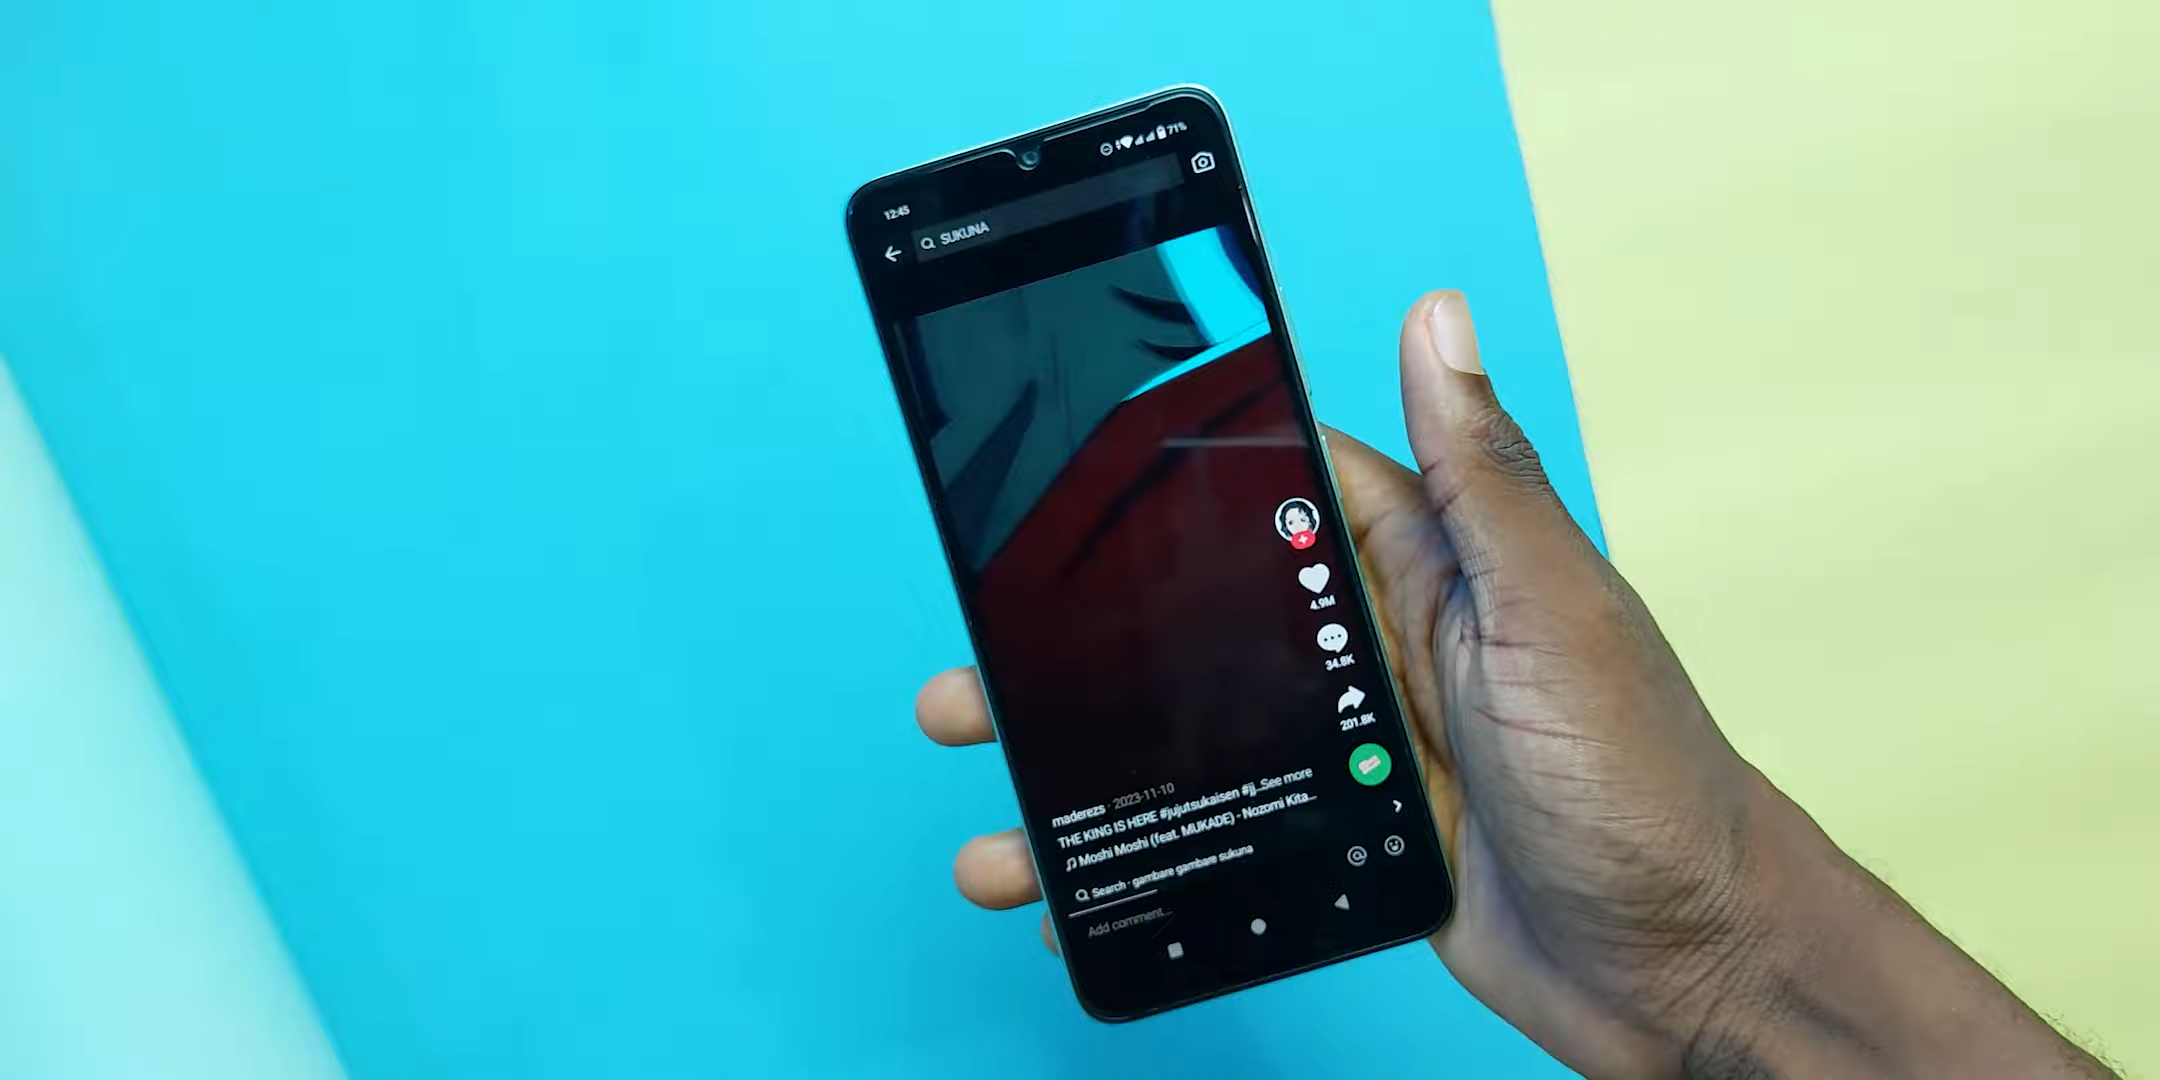 12:45
71%
SUKUNA
4.9M
34.8K
201.8K
maderezs · 2023-11-10
THE KING IS HERE #jujutsukaisen #jj...See more
Moshi Moshi (feat. MUKADE) - Nozomi Kita...
Search · gambare gambare sukuna
Add comment...